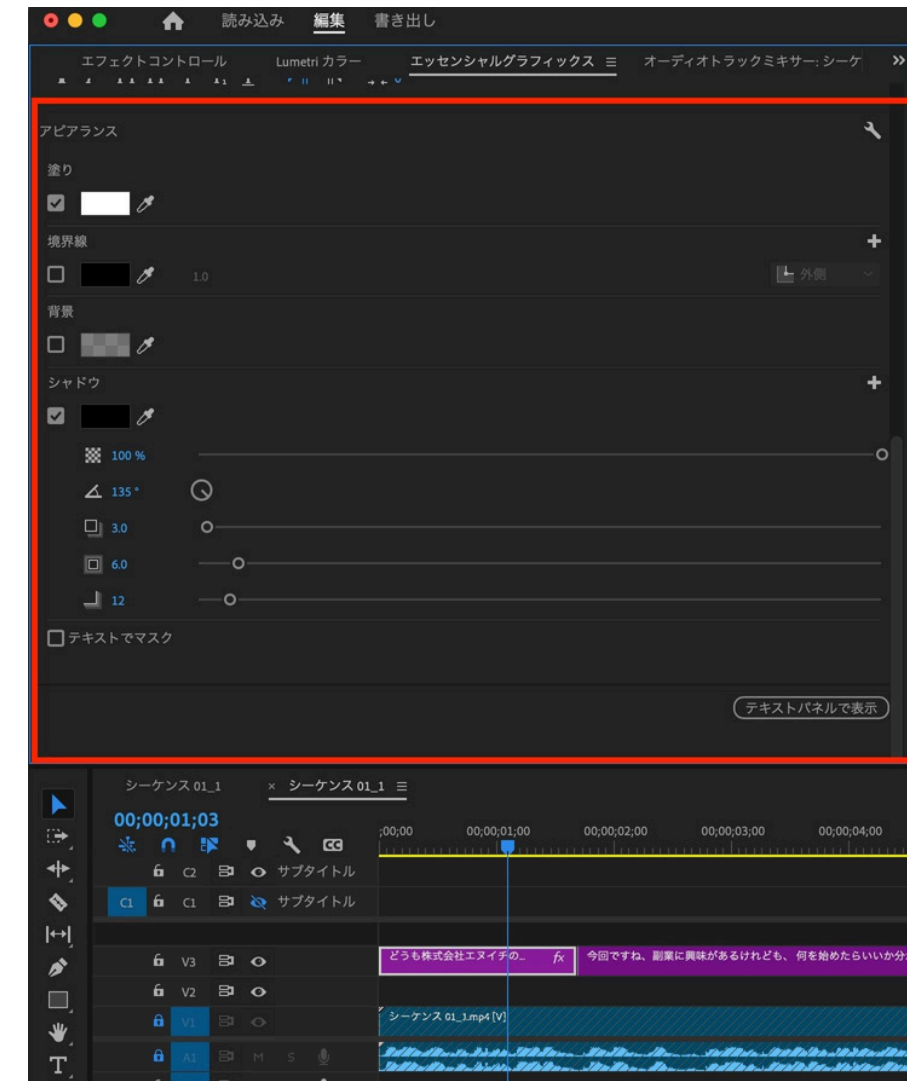 読み込み 編集 書き出し
エフェクトコントロール Lumetri カラー エッセンシャルグラフィックス オーディオトラックミキサー: シーケ
アピアランス
塗り
境界線
1.0 外側
背景
シャドウ
100 %
135 °
3.0
6.0
12
テキストでマスク
テキストパネルで表示
シーケンス 01_1 × シーケンス 01_1
00;00;01;03
;00;00 00;00;01;00 00;00;02;00 00;00;03;00 00;00;04;00
C2 サブタイトル
C1 C1 サブタイトル
V3 どうも株式会社エヌイチの... fx 今回ですね、副業に興味があるけれども、何を始めたらいいか分
V2
V1 シーケンス 01_1.mp4 [V]
A1 M S
T